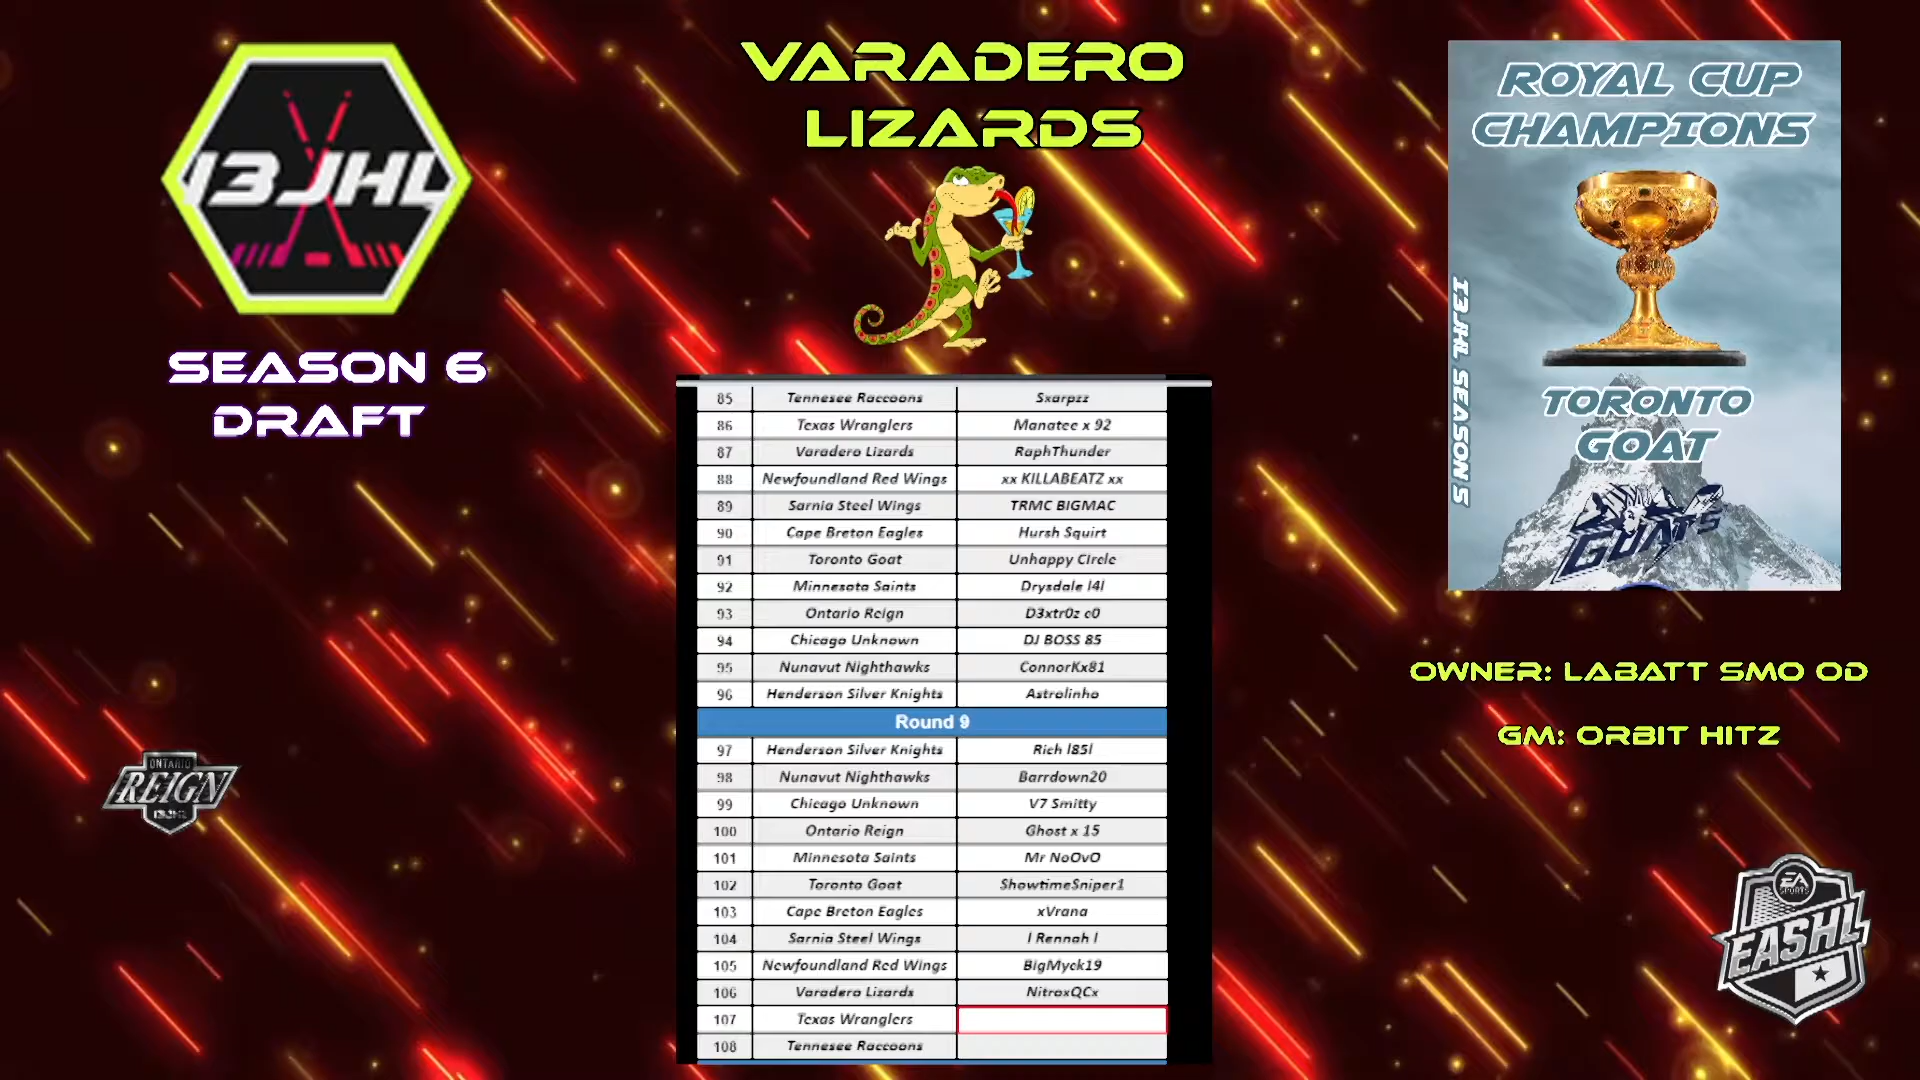 13JHL
SEASON 6
DRAFT
VARADERO
LIZARDS
ROYAL CUP
CHAMPIONS
13JHL SEASON 5
TORONTO
GOAT
GOATS
OWNER: LABATT SMO OD
GM: ORBIT HITZ
85 Tennesee Raccoons Sxarpzz
86 Texas Wranglers Manatee x 92
87 Varadero Lizards RaphThunder
88 Newfoundland Red Wings xx KILLABEATZ xx
89 Sarnia Steel Wings TRMC BIGMAC
90 Cape Breton Eagles Hursh Squirt
91 Toronto Goat Unhappy CIrcle
92 Minnesota Saints Drysdale l4l
93 Ontario Reign D3xtr0z e0
94 Chicago Unknown DJ BOSS 85
95 Nunavut Nighthawks ConnorKx81
96 Henderson Silver Knights Astrolinho
Round 9
97 Henderson Silver Knights Rich l85l
98 Nunavut Nighthawks Barrdown20
99 Chicago Unknown V7 Smitty
100 Ontario Reign Ghost x 15
101 Minnesota Saints Mr NoOvO
102 Toronto Goat ShowtimeSniper1
103 Cape Breton Eagles xVrana
104 Sarnia Steel Wings l Rennah l
105 Newfoundland Red Wings BigMyck19
106 Varadero Lizards NitroxQCx
107 Texas Wranglers
108 Tennesee Raccoons
ONTARIO
REIGN
13JHL
EA
SPORTS
EASHL